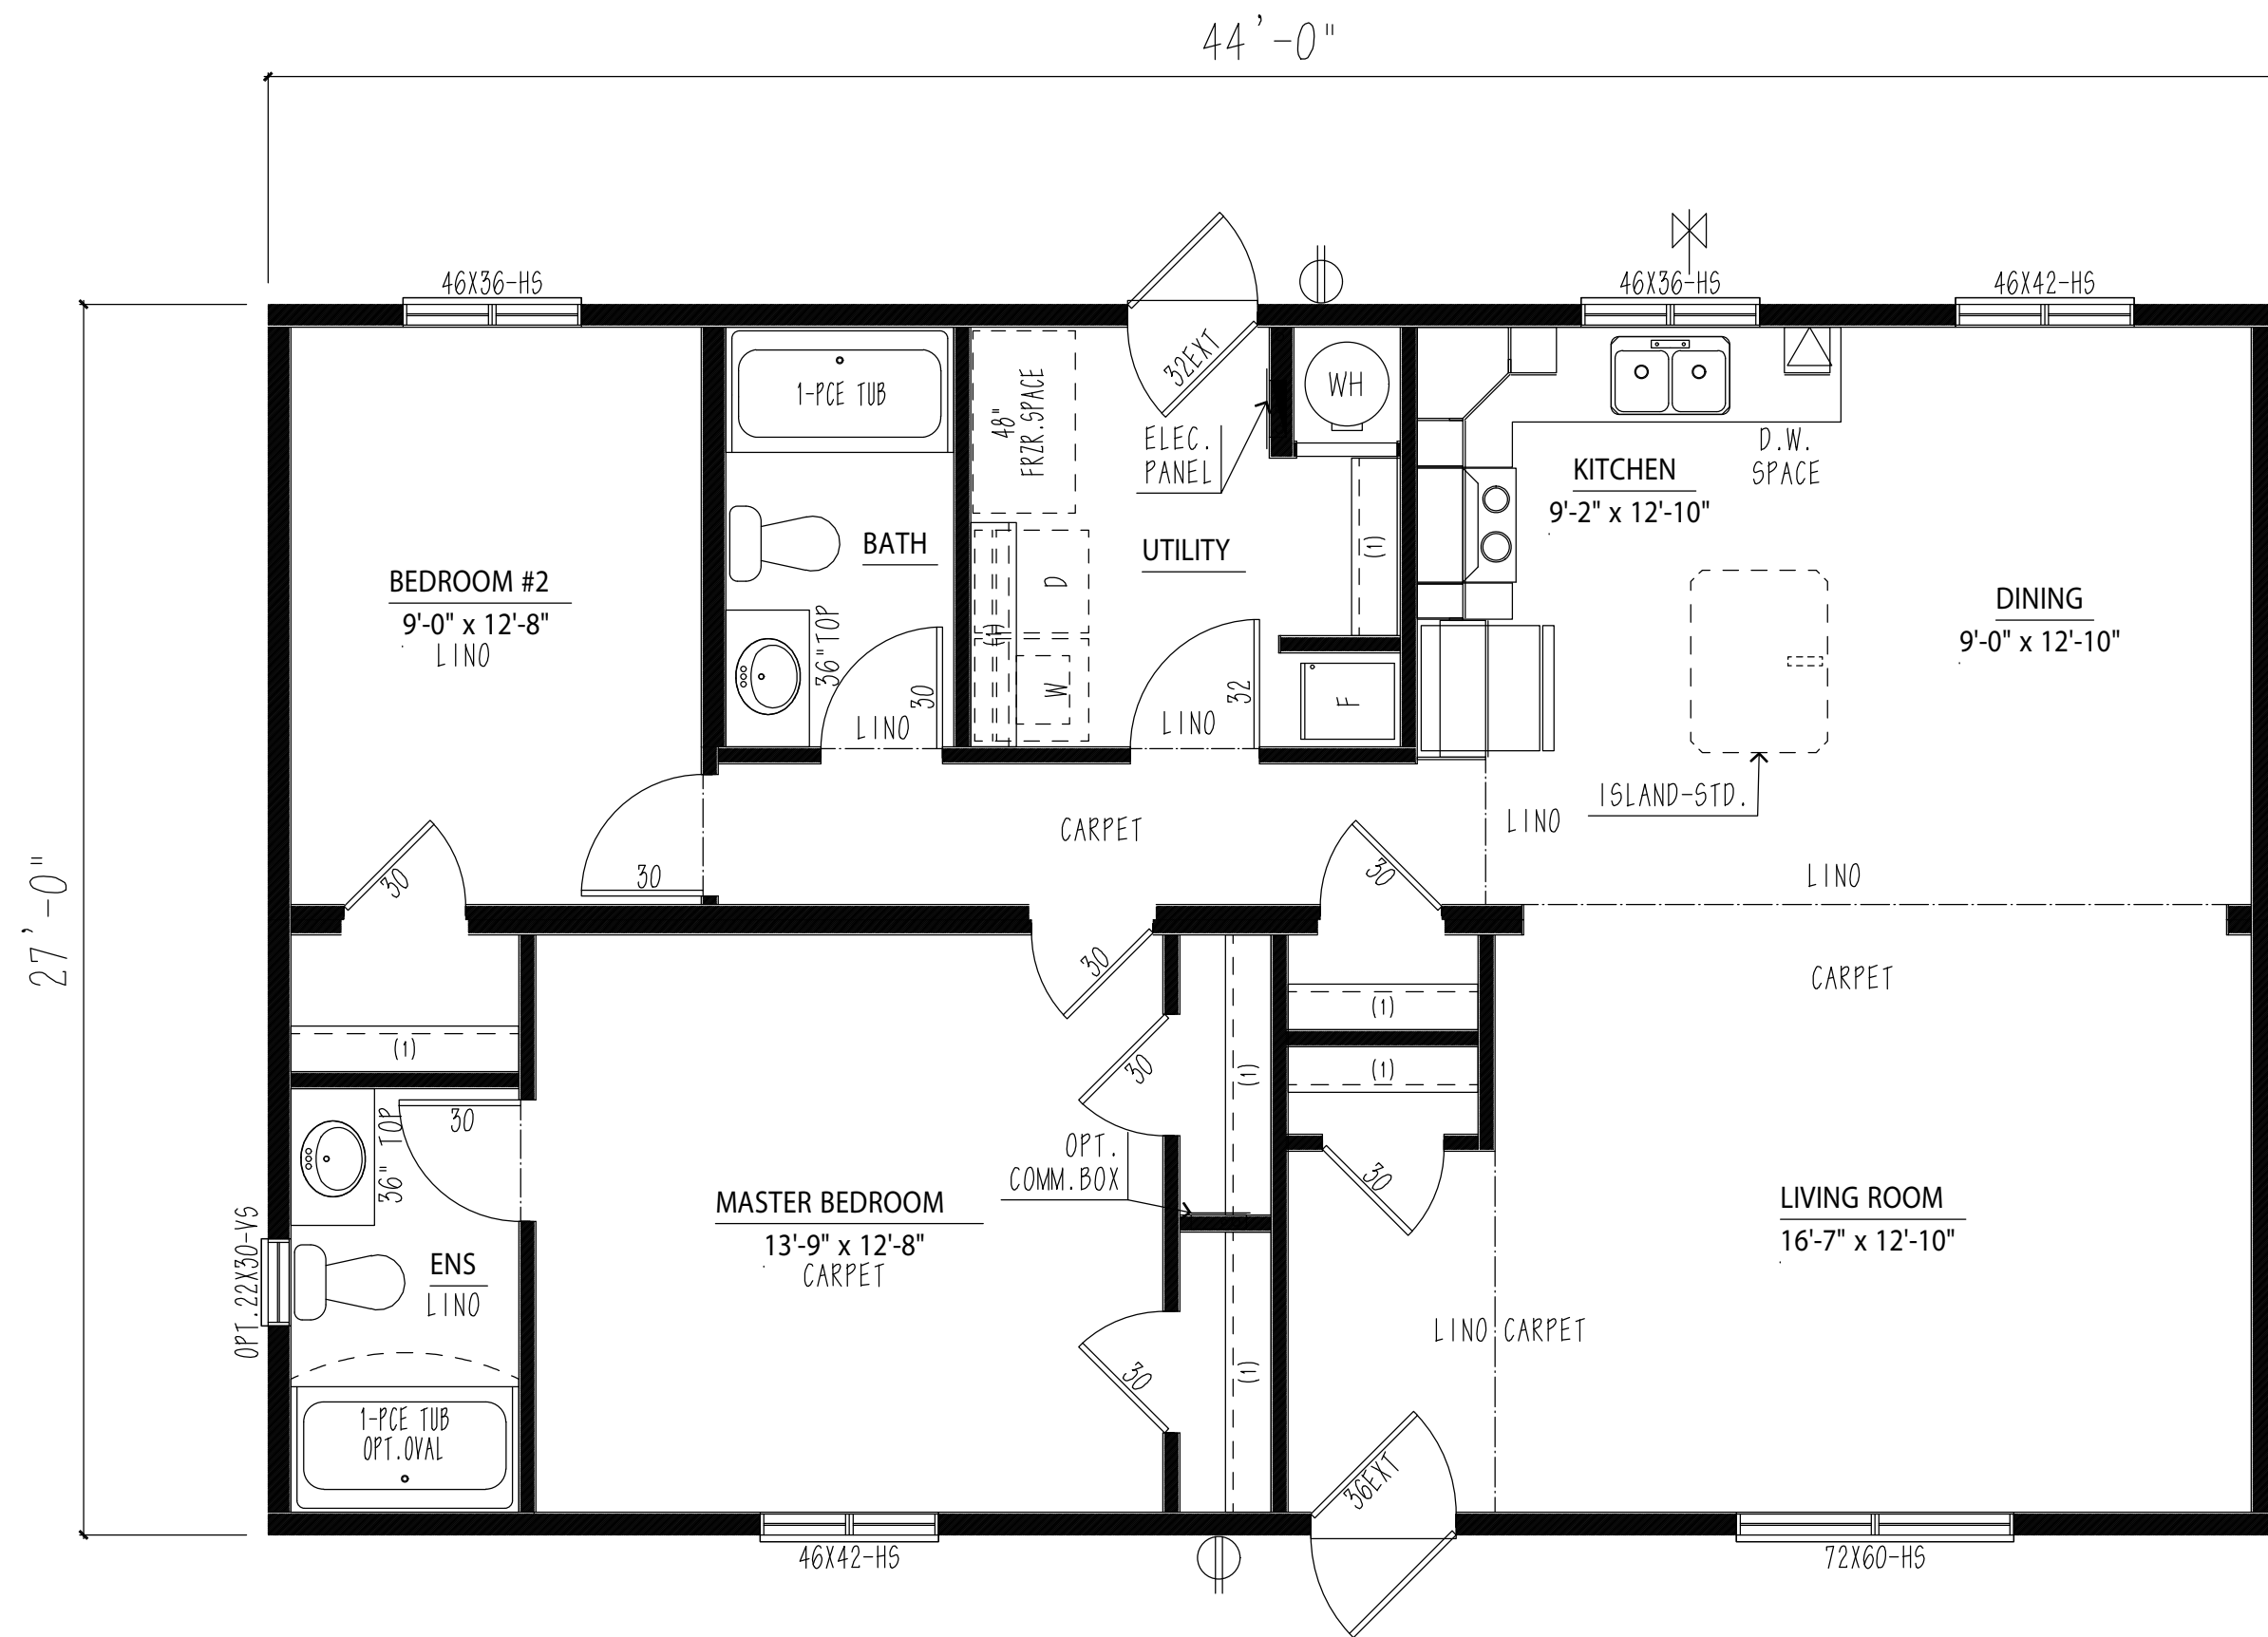 44'-0"
46X36-HS
46X36-HS
46X42-HS
27'-0"
1-PCE TUB
48"
FRZR.SPACE
32EXT
WH
ELEC.
PANEL
KITCHEN
9'-2" x 12'-10"
D.W.
SPACE
BATH
UTILITY
(1)
BEDROOM #2
9'-0" x 12'-8"
LINO
D
(1)
W
36"TOP
30
LINO
LINO
32
F
DINING
9'-0" x 12'-10"
ISLAND-STD.
LINO
CARPET
30
30
30
LINO
30
CARPET
(1)
(1)
(1)
(1)
30
30
36" TOP
OPT.
COMM.BOX
30
MASTER BEDROOM
13'-9" x 12'-8"
CARPET
LIVING ROOM
16'-7" x 12'-10"
OPT.22X30-VS
ENS
LINO
LINO
CARPET
30
(1)
1-PCE TUB
OPT.OVAL
36EXT
46X42-HS
72X60-HS